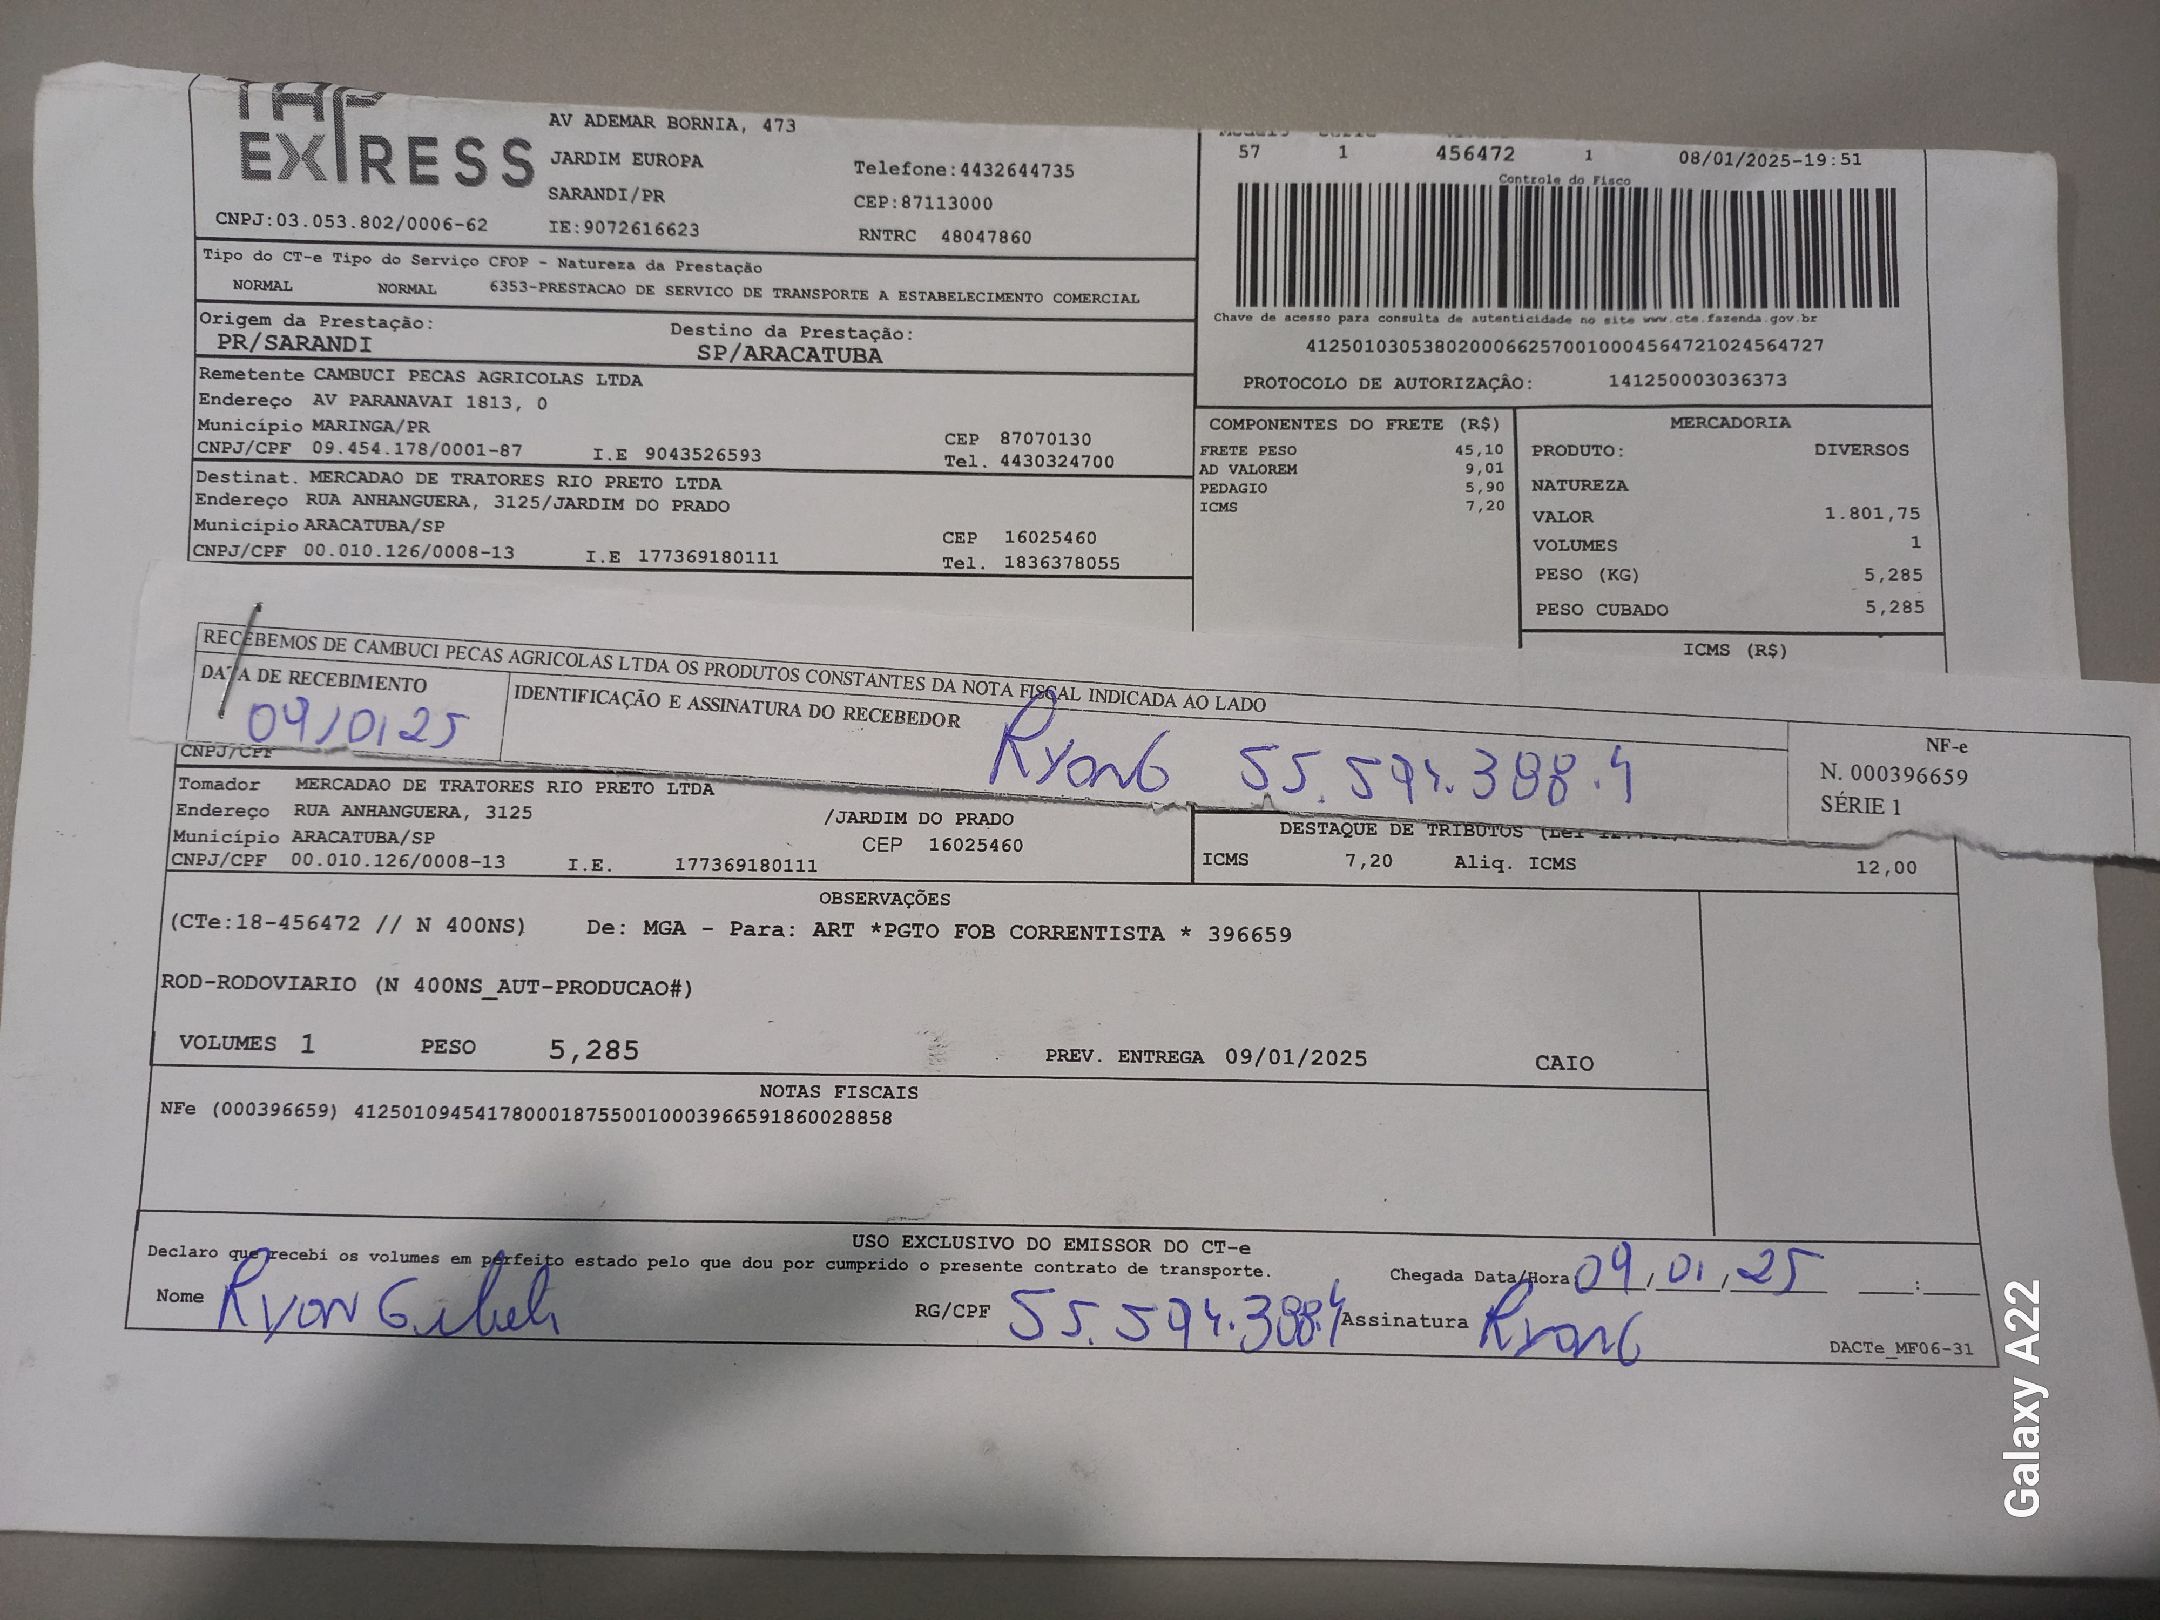 TAP
EXPRESS
AV ADEMAR BORNIA, 473
JARDIM EUROPA
Telefone:4432644735
SARANDI/PR
CEP:87113000
CNPJ:03.053.802/0006-62
IE:9072616623
RNTRC 48047860
57 1 456472 1 08/01/2025-19:51
Controle do Fisco
Chave de acesso para consulta de autenticidade no site www.cte.fazenda.gov.br
41250103053802000662570010004564721024564727
PROTOCOLO DE AUTORIZAÇÃO: 141250003036373
Tipo do CT-e Tipo do Serviço CFOP - Natureza da Prestação
NORMAL NORMAL 6353-PRESTACAO DE SERVICO DE TRANSPORTE A ESTABELECIMENTO COMERCIAL
Origem da Prestação: Destino da Prestação:
PR/SARANDI SP/ARACATUBA
Remetente CAMBUCI PECAS AGRICOLAS LTDA
Endereço AV PARANAVAI 1813, 0
Município MARINGA/PR CEP 87070130
CNPJ/CPF 09.454.178/0001-87 I.E 9043526593 Tel. 4430324700
Destinat. MERCADAO DE TRATORES RIO PRETO LTDA
Endereço RUA ANHANGUERA, 3125/JARDIM DO PRADO
Município ARACATUBA/SP CEP 16025460
CNPJ/CPF 00.010.126/0008-13 I.E 177369180111 Tel. 1836378055
COMPONENTES DO FRETE (R$)
FRETE PESO 45,10
AD VALOREM 9,01
PEDAGIO 5,90
ICMS 7,20
MERCADORIA
PRODUTO: DIVERSOS
NATUREZA
VALOR 1.801,75
VOLUMES 1
PESO (KG) 5,285
PESO CUBADO 5,285
ICMS (R$)
RECEBEMOS DE CAMBUCI PECAS AGRICOLAS LTDA OS PRODUTOS CONSTANTES DA NOTA FISCAL INDICADA AO LADO
DATA DE RECEBIMENTO
09/01 25
IDENTIFICAÇÃO E ASSINATURA DO RECEBEDOR
Ryan G 55.594.388.4
NF-e
N. 000396659
SÉRIE 1
CNPJ/CPF
Tomador MERCADAO DE TRATORES RIO PRETO LTDA
Endereço RUA ANHANGUERA, 3125 /JARDIM DO PRADO
Município ARACATUBA/SP CEP 16025460
CNPJ/CPF 00.010.126/0008-13 I.E. 177369180111
DESTAQUE DE TRIBUTOS (Lei
ICMS 7,20 Aliq. ICMS 12,00
OBSERVAÇÕES
(CTe:18-456472 // N 400NS) De: MGA - Para: ART *PGTO FOB CORRENTISTA * 396659
ROD-RODOVIARIO (N 400NS_AUT-PRODUCAO#)
VOLUMES 1 PESO 5,285 PREV. ENTREGA 09/01/2025 CAIO
NOTAS FISCAIS
NFe (000396659) 41250109454178000187550010003966591860028858
USO EXCLUSIVO DO EMISSOR DO CT-e
Declaro que recebi os volumes em perfeito estado pelo que dou por cumprido o presente contrato de transporte.
Chegada Data/Hora 09/01/25 :
Nome Ryan RG/CPF 55.594.388.4 Assinatura Ryan G
DACTe_MF06-31
Galaxy A22